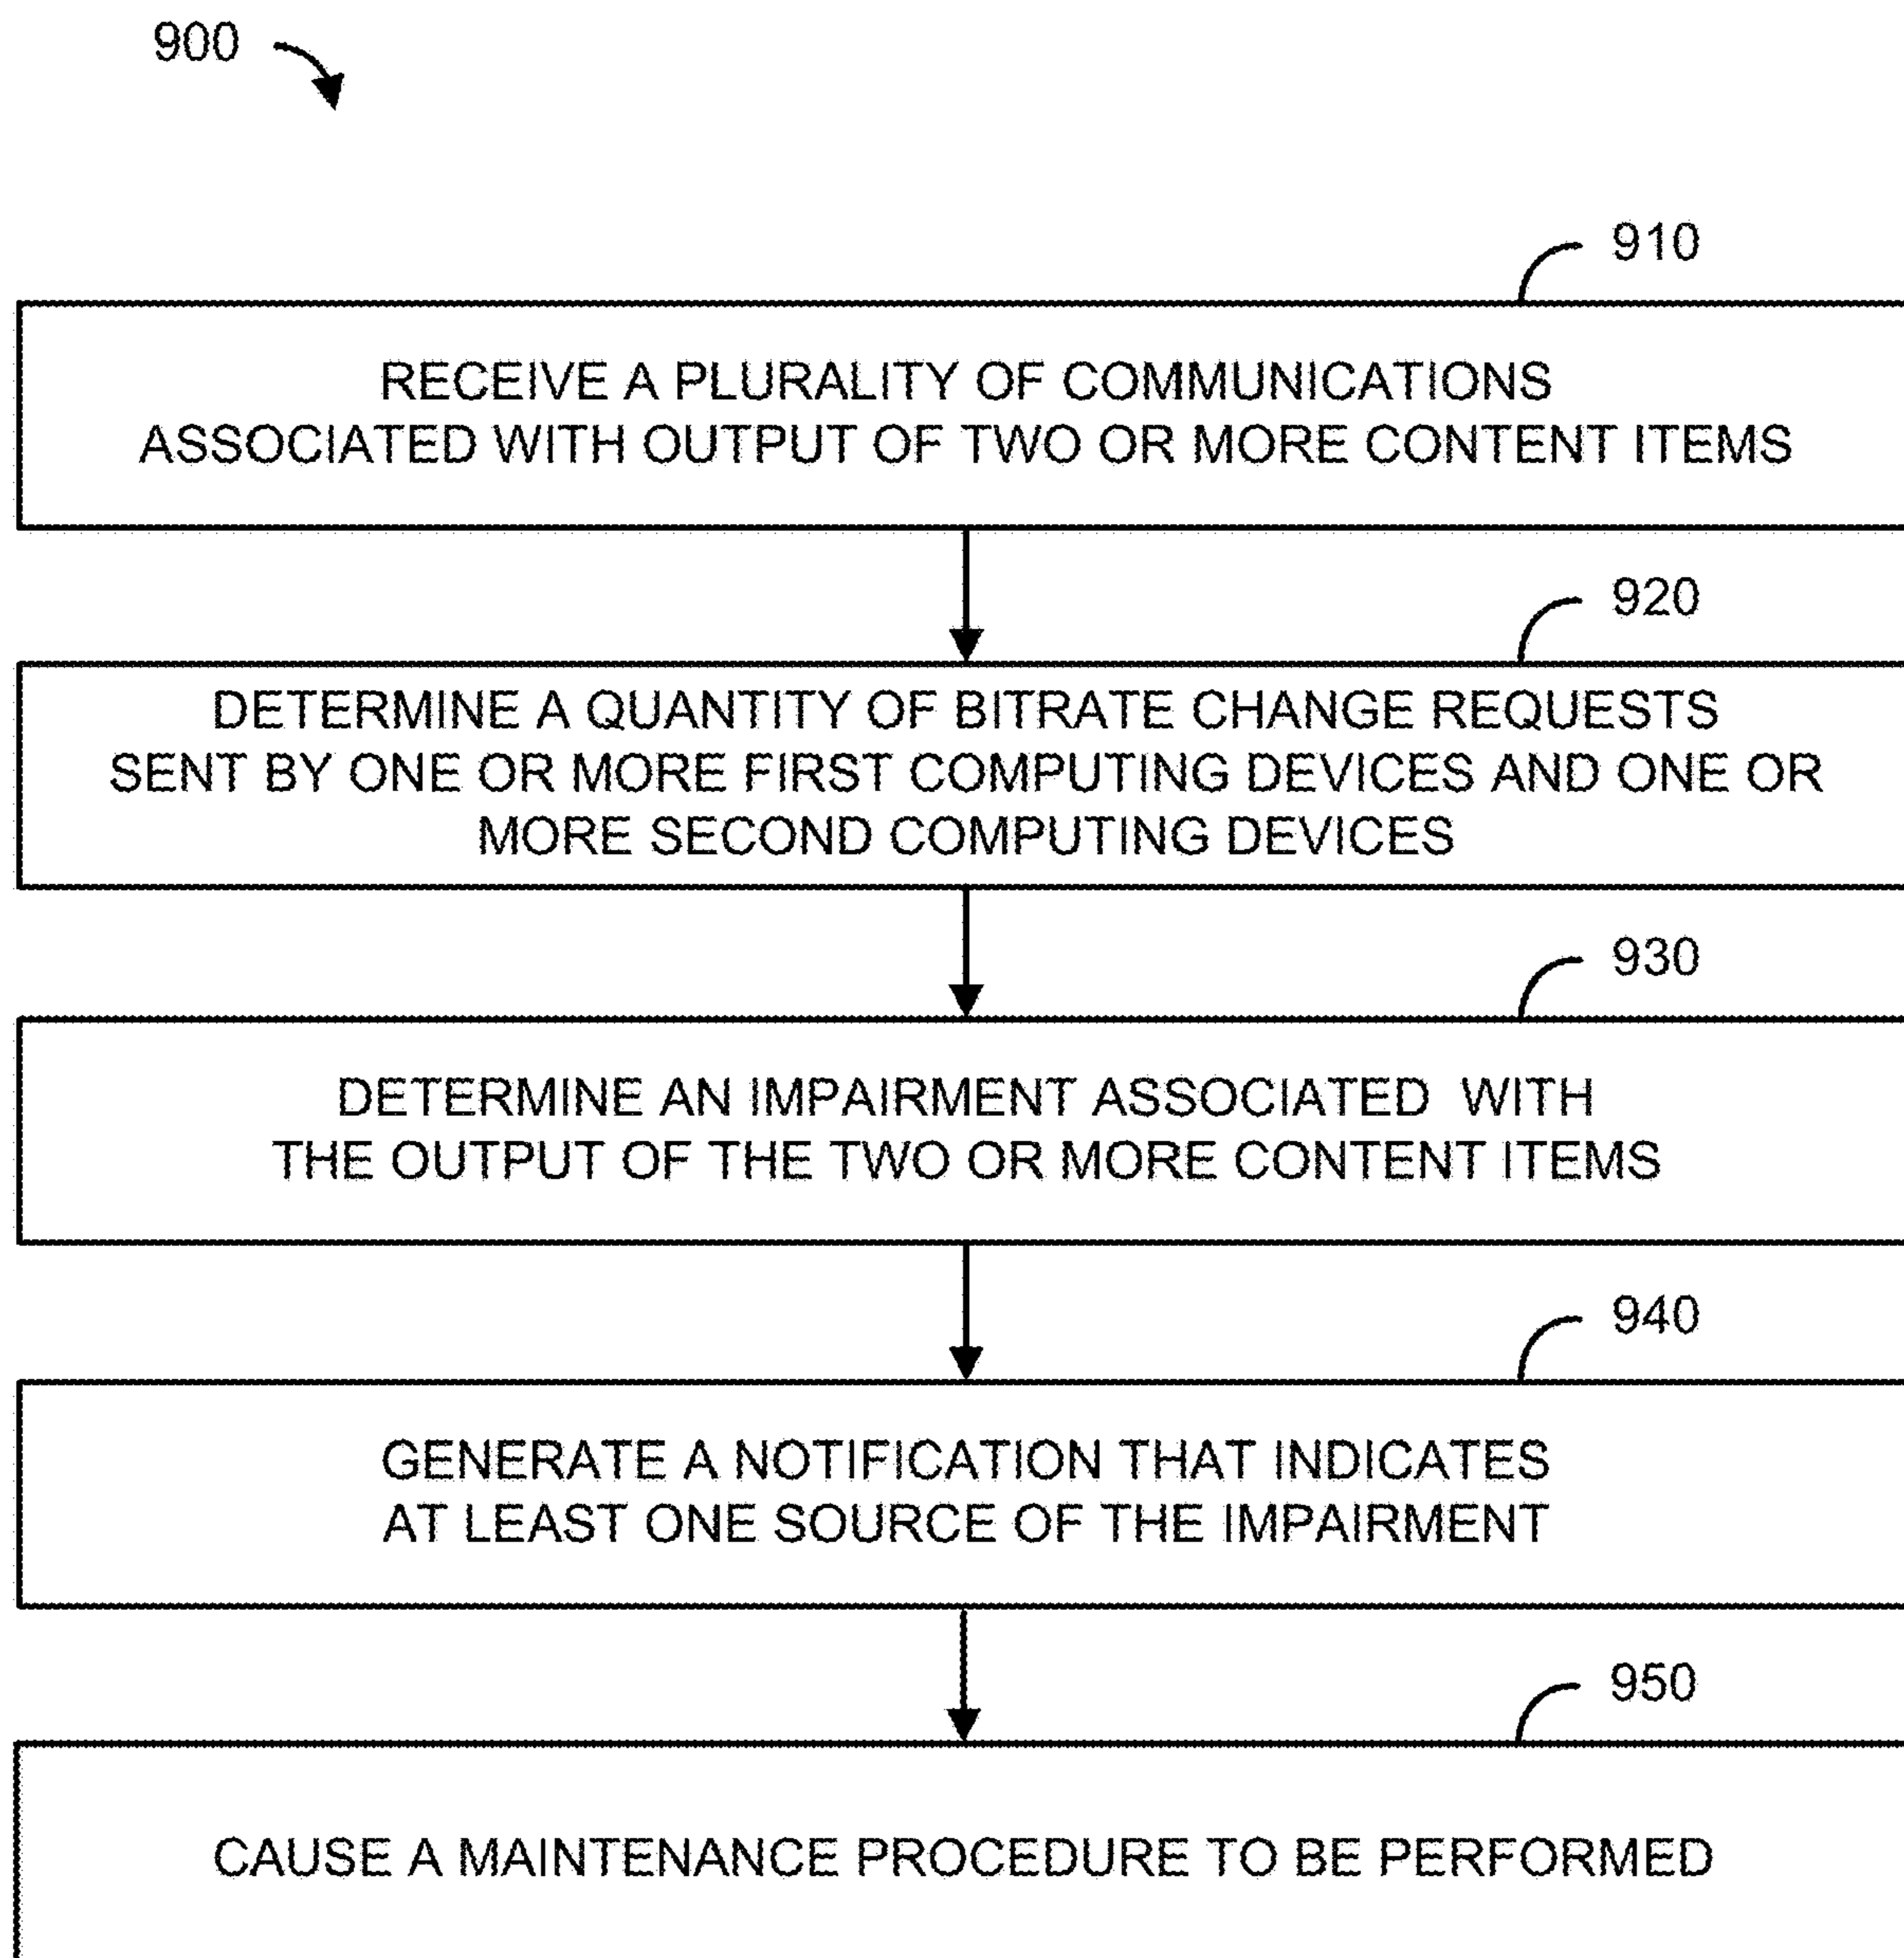 900
910
RECEIVE A PLURALITY OF COMMUNICATIONS
ASSOCIATED WITH OUTPUT OF TWO OR MORE CONTENT ITEMS
920
DETERMINE A QUANTITY OF BITRATE CHANGE REQUESTS
SENT BY ONE OR MORE FIRST COMPUTING DEVICES AND ONE OR
MORE SECOND COMPUTING DEVICES
930
DETERMINE AN IMPAIRMENT ASSOCIATED  WITH
THE OUTPUT OF THE TWO OR MORE CONTENT ITEMS
940
GENERATE A NOTIFICATION THAT INDICATES
AT LEAST ONE SOURCE OF THE IMPAIRMENT
950
CAUSE A MAINTENANCE PROCEDURE TO BE PERFORMED